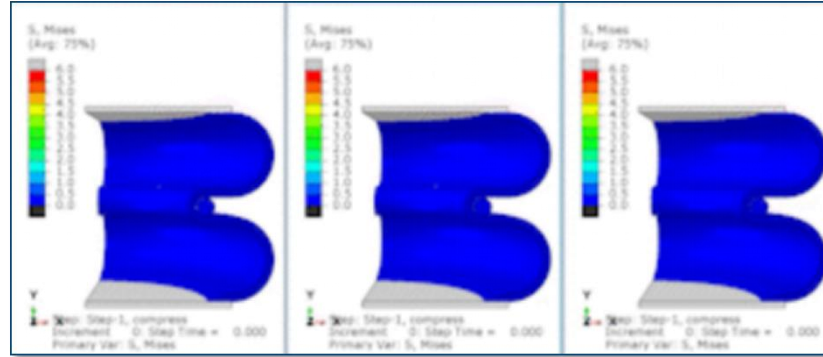 S, Mises
(Avg: 75%)
6.0
5.5
5.0
4.5
4.0
3.5
3.0
2.5
2.0
1.5
1.0
0.5
0.0
Y
Z X
Step: Step-1, compress
Increment 0: Step Time = 0.000
Primary Var: S, Mises
S, Mises
(Avg: 75%)
6.0
5.5
5.0
4.5
4.0
3.5
3.0
2.5
2.0
1.5
1.0
0.5
0.0
Y
Z X
Step: Step-1, compress
Increment 0: Step Time = 0.000
Primary Var: S, Mises
S, Mises
(Avg: 75%)
6.0
5.5
5.0
4.5
4.0
3.5
3.0
2.5
2.0
1.5
1.0
0.5
0.0
Y
Z X
Step: Step-1, compress
Increment 0: Step Time = 0.000
Primary Var: S, Mises